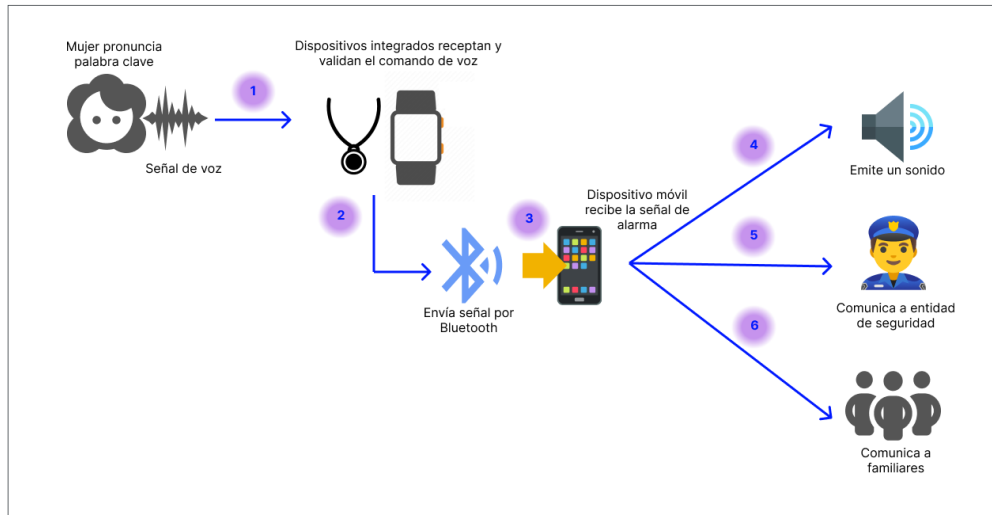 Mujer pronuncia
palabra clave
Señal de voz
1
Dispositivos integrados receptan y
validan el comando de voz
2
Envía señal por
Bluetooth
3
Dispositivo móvil
recibe la señal de
alarma
4
Emite un sonido
5
Comunica a entidad
de seguridad
6
Comunica a
familiares